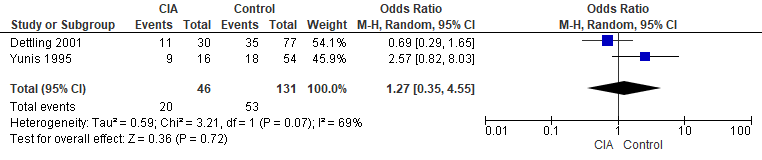 CIA Control Odds Ratio Odds Ratio
Study or Subgroup Events Total Events Total Weight M-H, Random, 95% CI M-H, Random, 95% CI
Dettling 2001 11 30 35 77 54.1% 0.69 [0.29, 1.65]
Yunis 1995 9 16 18 54 45.9% 2.57 [0.82, 8.03]
Total (95% CI) 46 131 100.0% 1.27 [0.35, 4.55]
Total events 20 53
Heterogeneity: Tau² = 0.59; Chi² = 3.21, df = 1 (P = 0.07); I² = 69%
Test for overall effect: Z = 0.36 (P = 0.72)
0.01 0.1 1 10 100
CIA Control